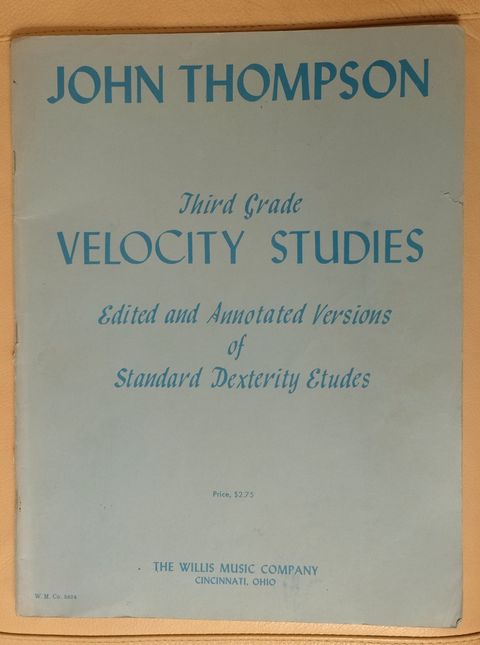 JOHN THOMPSON
Third Grade
VELOCITY STUDIES
Edited and Annotated Versions
of
Standard Dexterity Etudes
Price, $2.75
THE WILLIS MUSIC COMPANY
CINCINNATI, OHIO
W. M. Co.